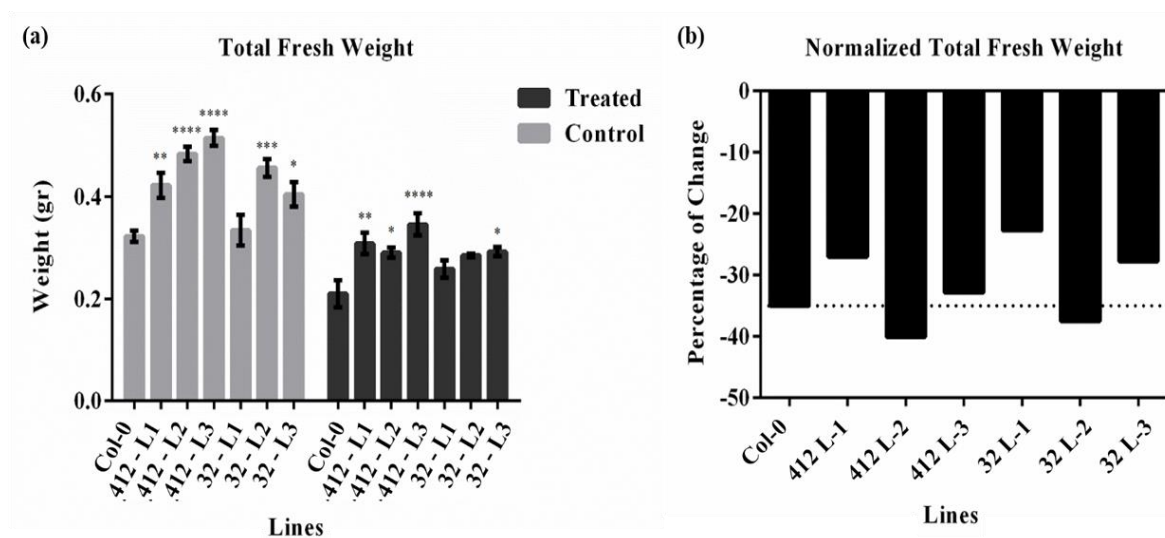 (a)
Total Fresh Weight
Weight (gr)
0.6
0.4
0.2
0.0
** **** **** *** *
** * **** *
Treated
Control
Col-0
412 - L1
412 - L2
412 - L3
32 - L1
32 - L2
32 - L3
Col-0
412 - L1
412 - L2
412 - L3
32 - L1
32 - L2
32 - L3
Lines
(b)
Normalized Total Fresh Weight
Percentage of Change
0
-10
-20
-30
-40
-50
Col-0
412 L-1
412 L-2
412 L-3
32 L-1
32 L-2
32 L-3
Lines